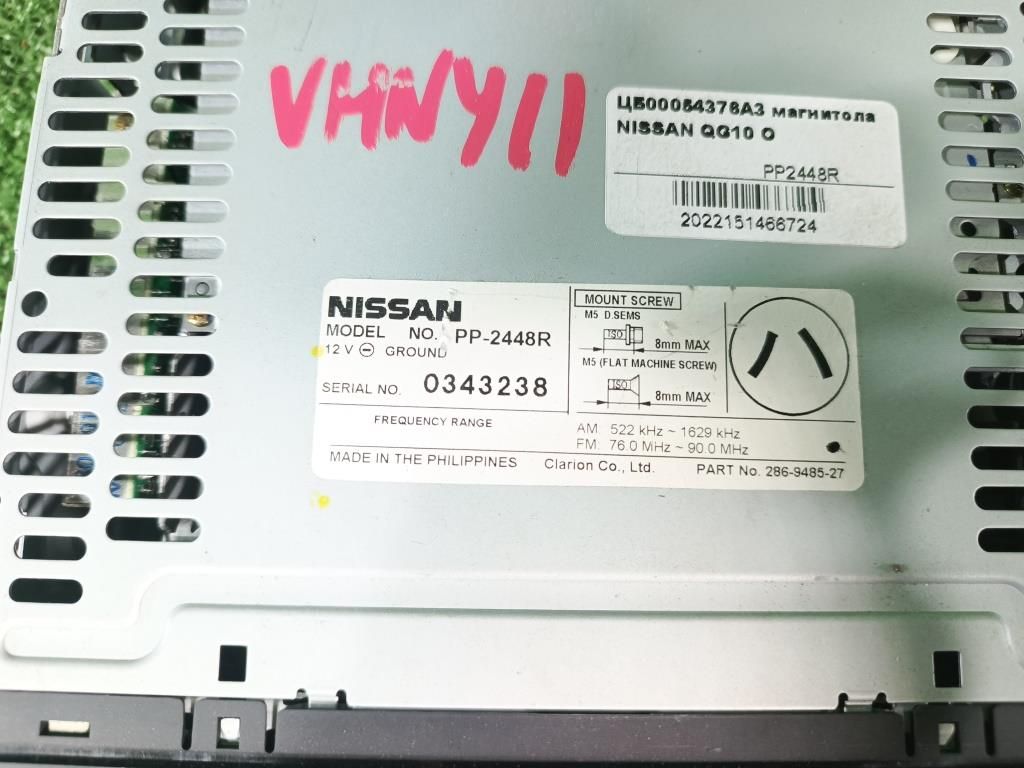 VHNY11
ЦБ00054378А3 магнитола
NISSAN QG10 O
PP2448R
2022151466724
NISSAN
MODEL NO. PP-2448R
12 V ⊖ GROUND
SERIAL NO. 0343238
MOUNT SCREW
M5 D.SEMS
ISO
8mm MAX
M5 (FLAT MACHINE SCREW)
ISO
8mm MAX
FREQUENCY RANGE
AM: 522 kHz ~ 1629 kHz
FM: 76.0 MHz ~ 90.0 MHz
MADE IN THE PHILIPPINES Clarion Co., Ltd. PART No. 286-9485-27